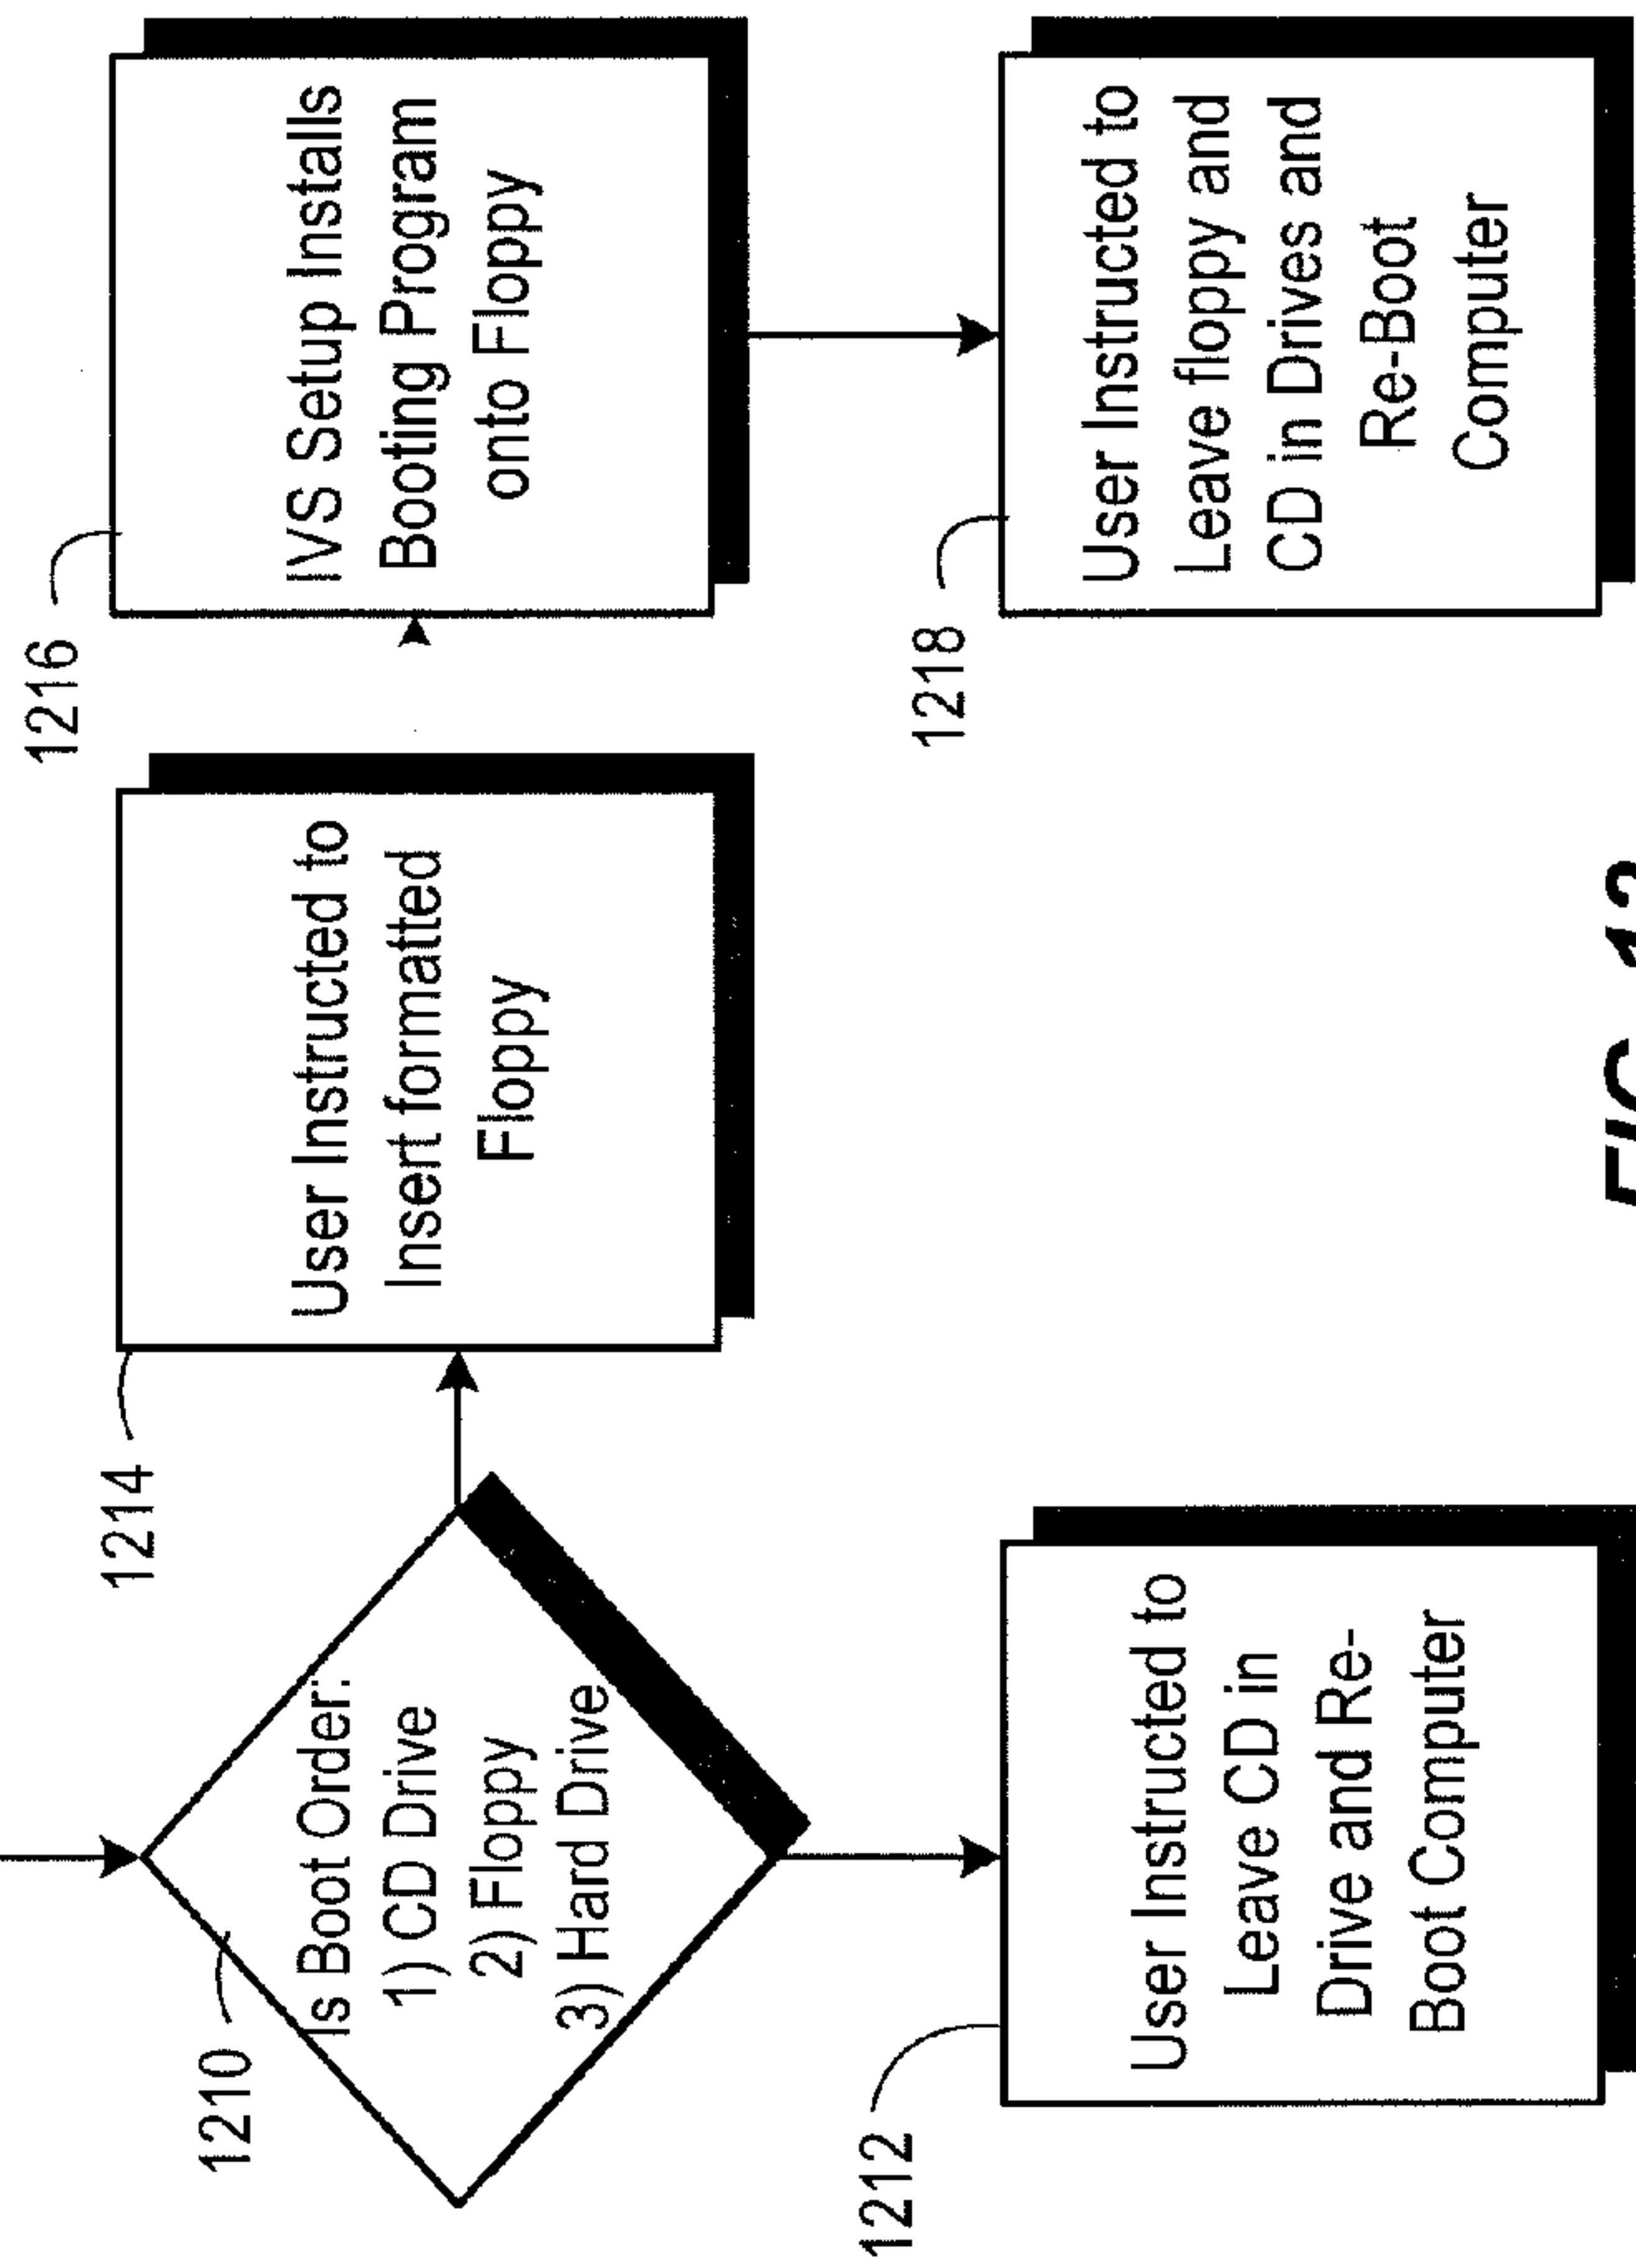 1210
Is Boot Order:
1) CD Drive
2) Floppy
3) Hard Drive
1214
User Instructed to
Insert formatted
Floppy
1216
IVS Setup Installs
Booting Program
onto Floppy
1212
User Instructed to
Leave CD in
Drive and Re-
Boot Computer
1218
User Instructed to
Leave floppy and
CD in Drives and
Re-Boot
Computer